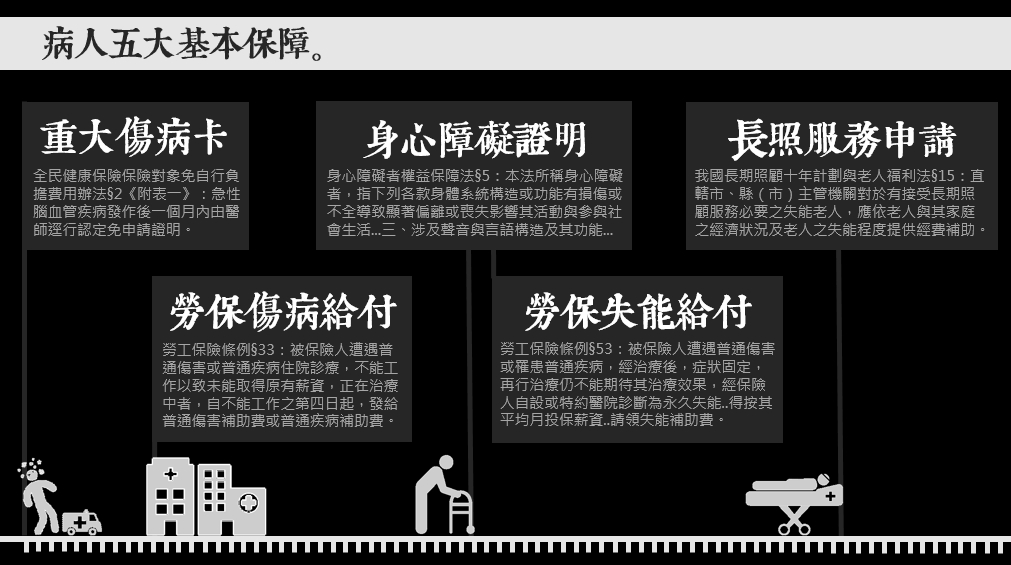 病人五大基本保障。
重大傷病卡
全民健康保險保險對象免自行負
擔費用辦法§2《附表一》：急性
腦血管疾病發作後一個月內由醫
師逕行認定免申請證明。
身心障礙證明
身心障礙者權益保障法§5：本法所稱身心障礙
者，指下列各款身體系統構造或功能有損傷或
不全導致顯著偏離或喪失影響其活動與參與社
會生活...三、涉及聲音與言語構造及其功能...
長照服務申請
我國長期照顧十年計劃與老人福利法§15：直
轄市、縣（市）主管機關對於有接受長期照
顧服務必要之失能老人，應依老人與其家庭
之經濟狀況及老人之失能程度提供經費補助。
勞保傷病給付
勞工保險條例§33：被保險人遭遇普
通傷害或普通疾病住院診療，不能工
作以致未能取得原有薪資，正在治療
中者，自不能工作之第四日起，發給
普通傷害補助費或普通疾病補助費。
勞保失能給付
勞工保險條例§53：被保險人遭遇普通傷害
或罹患普通疾病，經治療後，症狀固定，
再行治療仍不能期待其治療效果，經保險
人自設或特約醫院診斷為永久失能..得按其
平均月投保薪資..請領失能補助費。